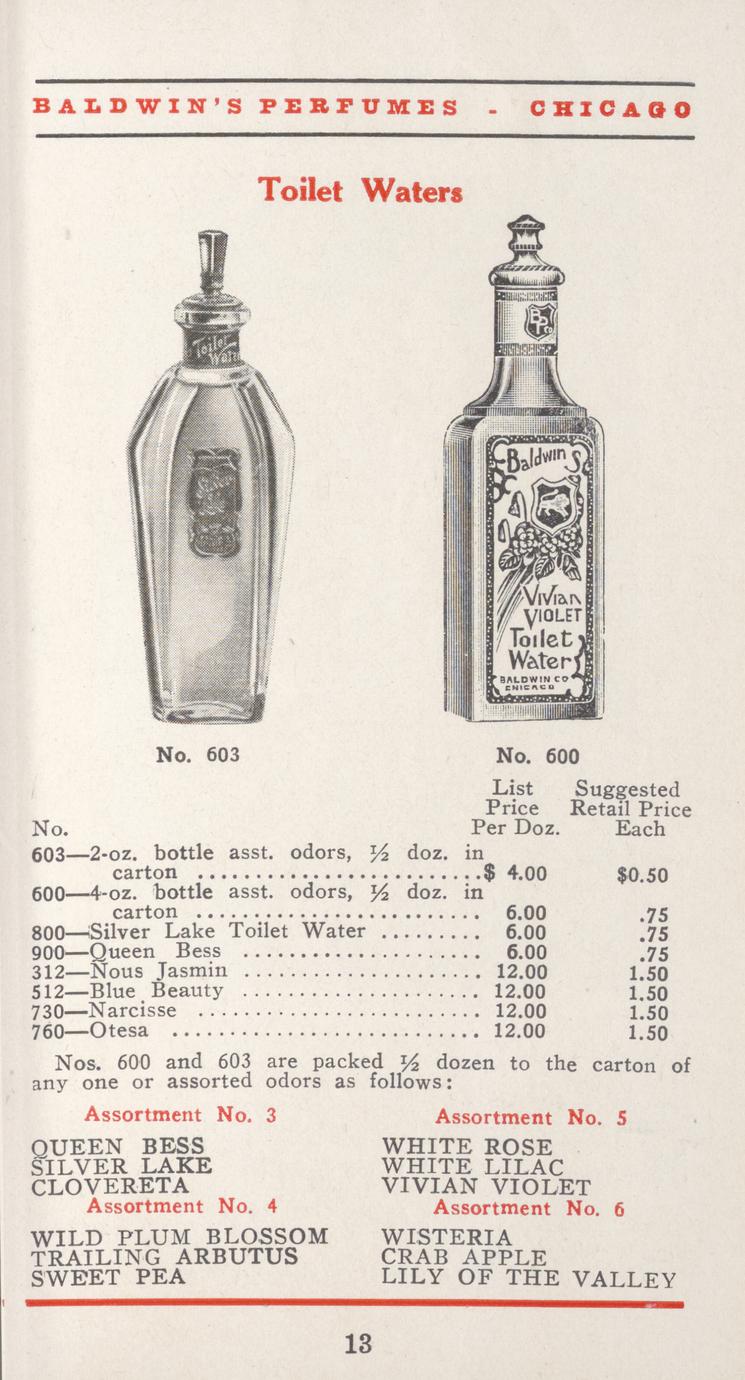 BALDWIN'S PERFUMES - CHICAGO
Toilet Waters
Toilet
Water
BPCo
Baldwin's
Vivian
VIOLET
Toilet
Water
BALDWIN CO
CHICAGO
No. 603
No. 600
List Suggested
Price Retail Price
No. Per Doz. Each
603—2-oz. bottle asst. odors, ½ doz. in
carton ..........................$ 4.00 $0.50
600—4-oz. bottle asst. odors, ½ doz. in
carton .......................... 6.00 .75
800—Silver Lake Toilet Water ......... 6.00 .75
900—Queen Bess ..................... 6.00 .75
312—Nous Jasmin ..................... 12.00 1.50
512—Blue Beauty ..................... 12.00 1.50
730—Narcisse ......................... 12.00 1.50
760—Otesa ........................... 12.00 1.50
Nos. 600 and 603 are packed ½ dozen to the carton of
any one or assorted odors as follows:
Assortment No. 3
QUEEN BESS
SILVER LAKE
CLOVERETA
Assortment No. 4
WILD PLUM BLOSSOM
TRAILING ARBUTUS
SWEET PEA
Assortment No. 5
WHITE ROSE
WHITE LILAC
VIVIAN VIOLET
Assortment No. 6
WISTERIA
CRAB APPLE
LILY OF THE VALLEY
13